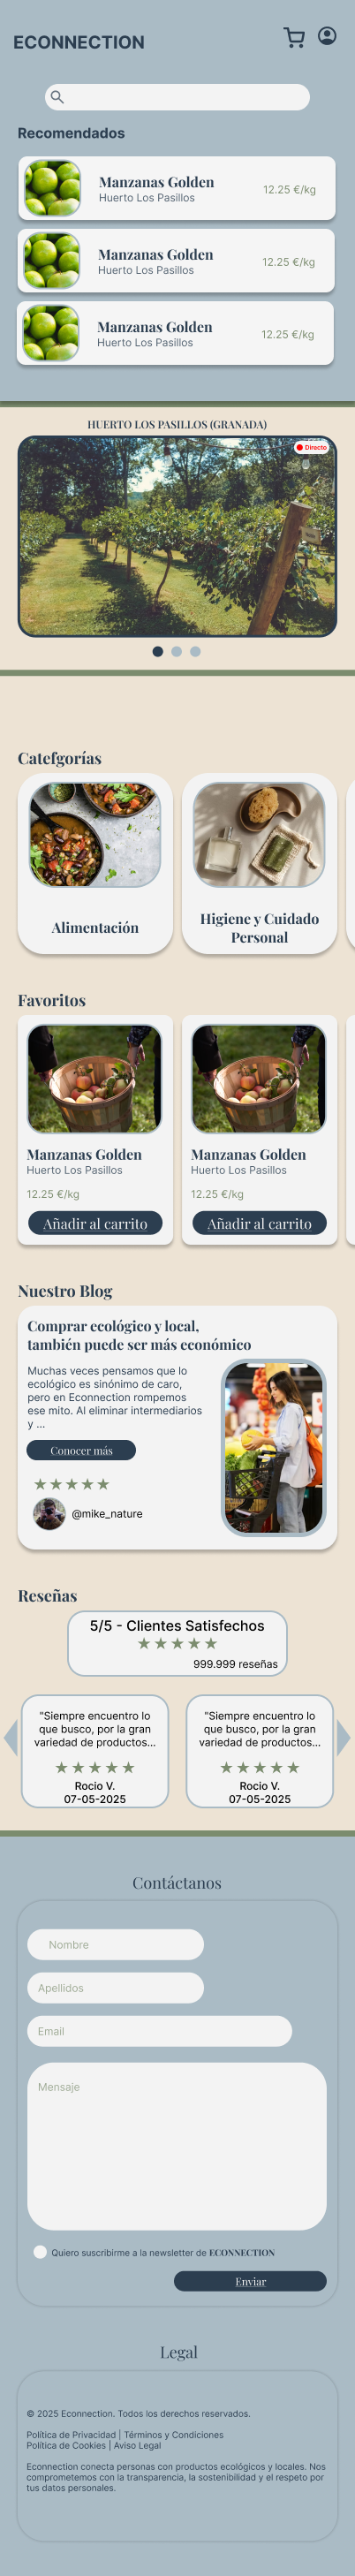 ECONNECTION
Recomendados
Manzanas Golden
Huerto Los Pasillos
12.25 €/kg
Manzanas Golden
Huerto Los Pasillos
12.25 €/kg
Manzanas Golden
Huerto Los Pasillos
12.25 €/kg
HUERTO LOS PASILLOS (GRANADA)
Directo
Catefgorías
Alimentación
Higiene y Cuidado
Personal
Favoritos
Manzanas Golden
Huerto Los Pasillos
12.25 €/kg
Añadir al carrito
Manzanas Golden
Huerto Los Pasillos
12.25 €/kg
Añadir al carrito
Nuestro Blog
Comprar ecológico y local,
también puede ser más económico
Muchas veces pensamos que lo
ecológico es sinónimo de caro,
pero en Econnection rompemos
ese mito. Al eliminar intermediarios
y ...
Conocer más
@mike_nature
Reseñas
5/5 - Clientes Satisfechos
999.999 reseñas
"Siempre encuentro lo
que busco, por la gran
variedad de productos...
Rocio V.
07-05-2025
"Siempre encuentro lo
que busco, por la gran
variedad de productos...
Rocio V.
07-05-2025
Contáctanos
Nombre
Apellidos
Email
Mensaje
Quiero suscribirme a la newsletter de ECONNECTION
Enviar
Legal
© 2025 Econnection. Todos los derechos reservados.
Política de Privacidad | Términos y Condiciones
Política de Cookies | Aviso Legal
Econnection conecta personas con productos ecológicos y locales. Nos
comprometemos con la transparencia, la sostenibilidad y el respeto por
tus datos personales.